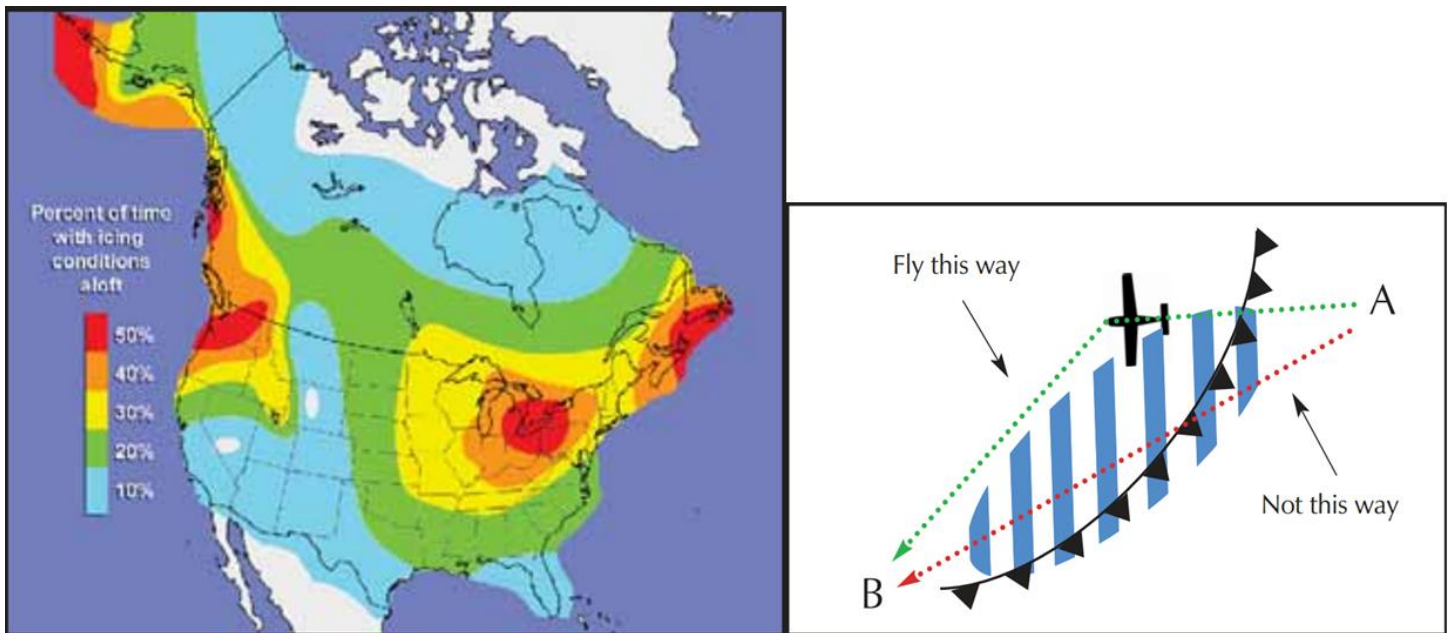 Percent of time
with icing
conditions
aloft
50%
40%
30%
20%
10%
Fly this way
A
Not this way
B